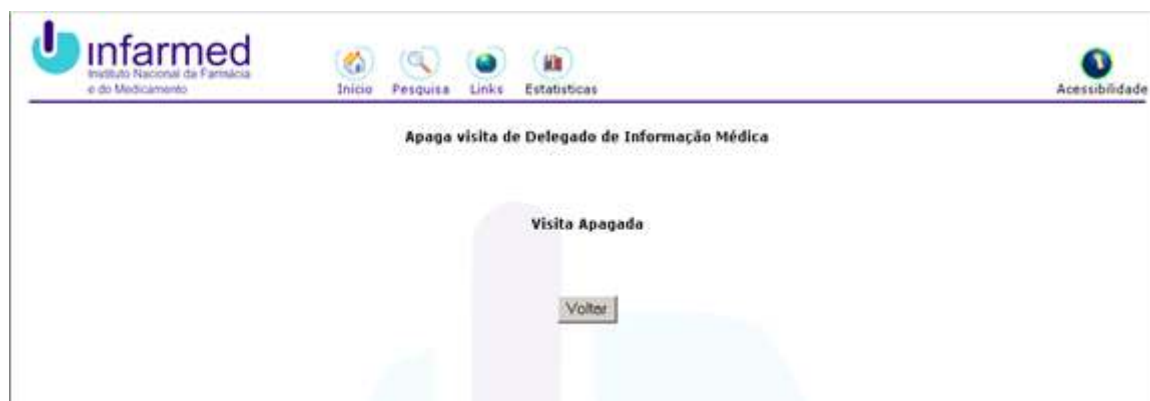 infarmed
Instituto Nacional da Farmácia
e do Medicamento
Início Pesquisa Links Estatisticas
Acessibilidade
Apaga visita de Delegado de Informação Médica
Visita Apagada
Voltar